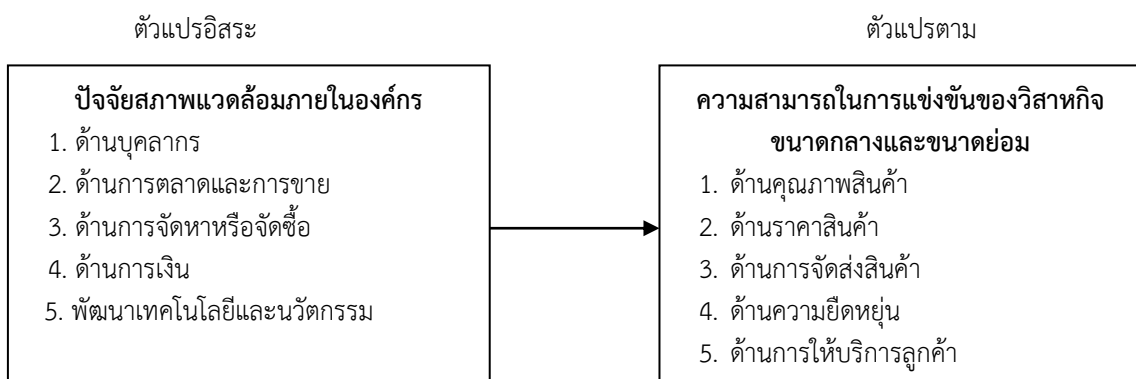 ตัวแปรอิสระ
ปัจจัยสภาพแวดล้อมภายในองค์กร
1. ด้านบุคลากร
2. ด้านการตลาดและการขาย
3. ด้านการจัดหาหรือจัดซื้อ
4. ด้านการเงิน
5. พัฒนาเทคโนโลยีและนวัตกรรม
ตัวแปรตาม
ความสามารถในการแข่งขันของวิสาหกิจ
ขนาดกลางและขนาดย่อม
1. ด้านคุณภาพสินค้า
2. ด้านราคาสินค้า
3. ด้านการจัดส่งสินค้า
4. ด้านความยืดหยุ่น
5. ด้านการให้บริการลูกค้า